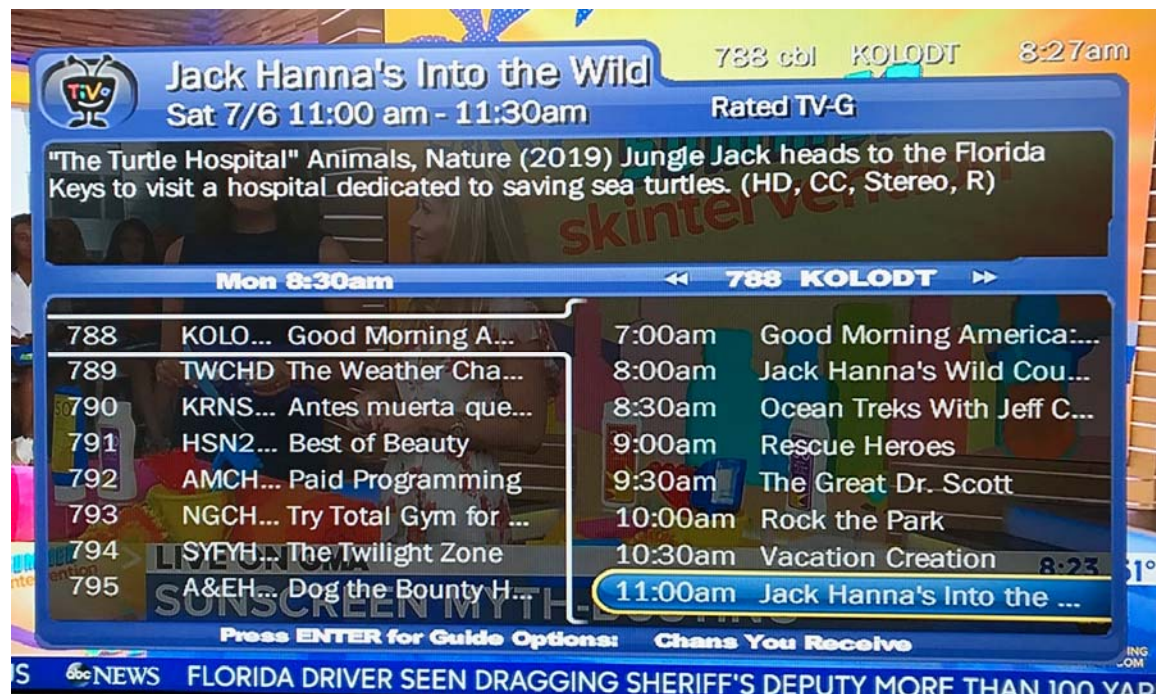 788 cbl KOLODT 8:27am
TiVo
Jack Hanna's Into the Wild
Sat 7/6 11:00 am - 11:30am Rated TV-G
"The Turtle Hospital" Animals, Nature (2019) Jungle Jack heads to the Florida
Keys to visit a hospital dedicated to saving sea turtles. (HD, CC, Stereo, R)
skintervention
Mon 8:30am 788 KOLODT
788 KOLO... Good Morning A...
789 TWCHD The Weather Cha...
790 KRNS... Antes muerta que...
791 HSN2... Best of Beauty
792 AMCH... Paid Programming
793 NGCH... Try Total Gym for ...
794 SYFYH... The Twilight Zone
795 A&EH... Dog the Bounty H...
7:00am Good Morning America:...
8:00am Jack Hanna's Wild Cou...
8:30am Ocean Treks With Jeff C...
9:00am Rescue Heroes
9:30am The Great Dr. Scott
10:00am Rock the Park
10:30am Vacation Creation
11:00am Jack Hanna's Into the ...
LIVE ON GMA
8:23 51°
SUNSCREEN MYTH-BUSTING
Press ENTER for Guide Options: Chans You Receive
US abc NEWS FLORIDA DRIVER SEEN DRAGGING SHERIFF'S DEPUTY MORE THAN 100 YAR